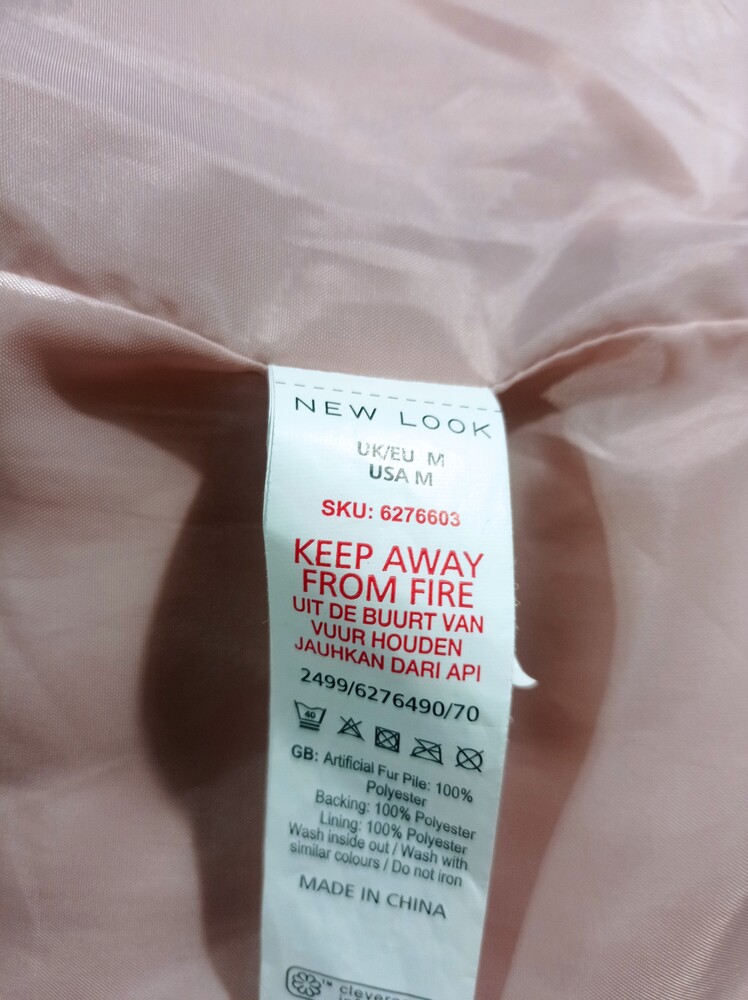 NEW LOOK
UK/EU M
USA M
SKU: 6276603
KEEP AWAY
FROM FIRE
UIT DE BUURT VAN
VUUR HOUDEN
JAUHKAN DARI API
2499/6276490/70
40
GB: Artificial Fur Pile: 100%
Polyester
Backing: 100% Polyester
Lining: 100% Polyester
Wash inside out / Wash with
similar colours / Do not iron
MADE IN CHINA